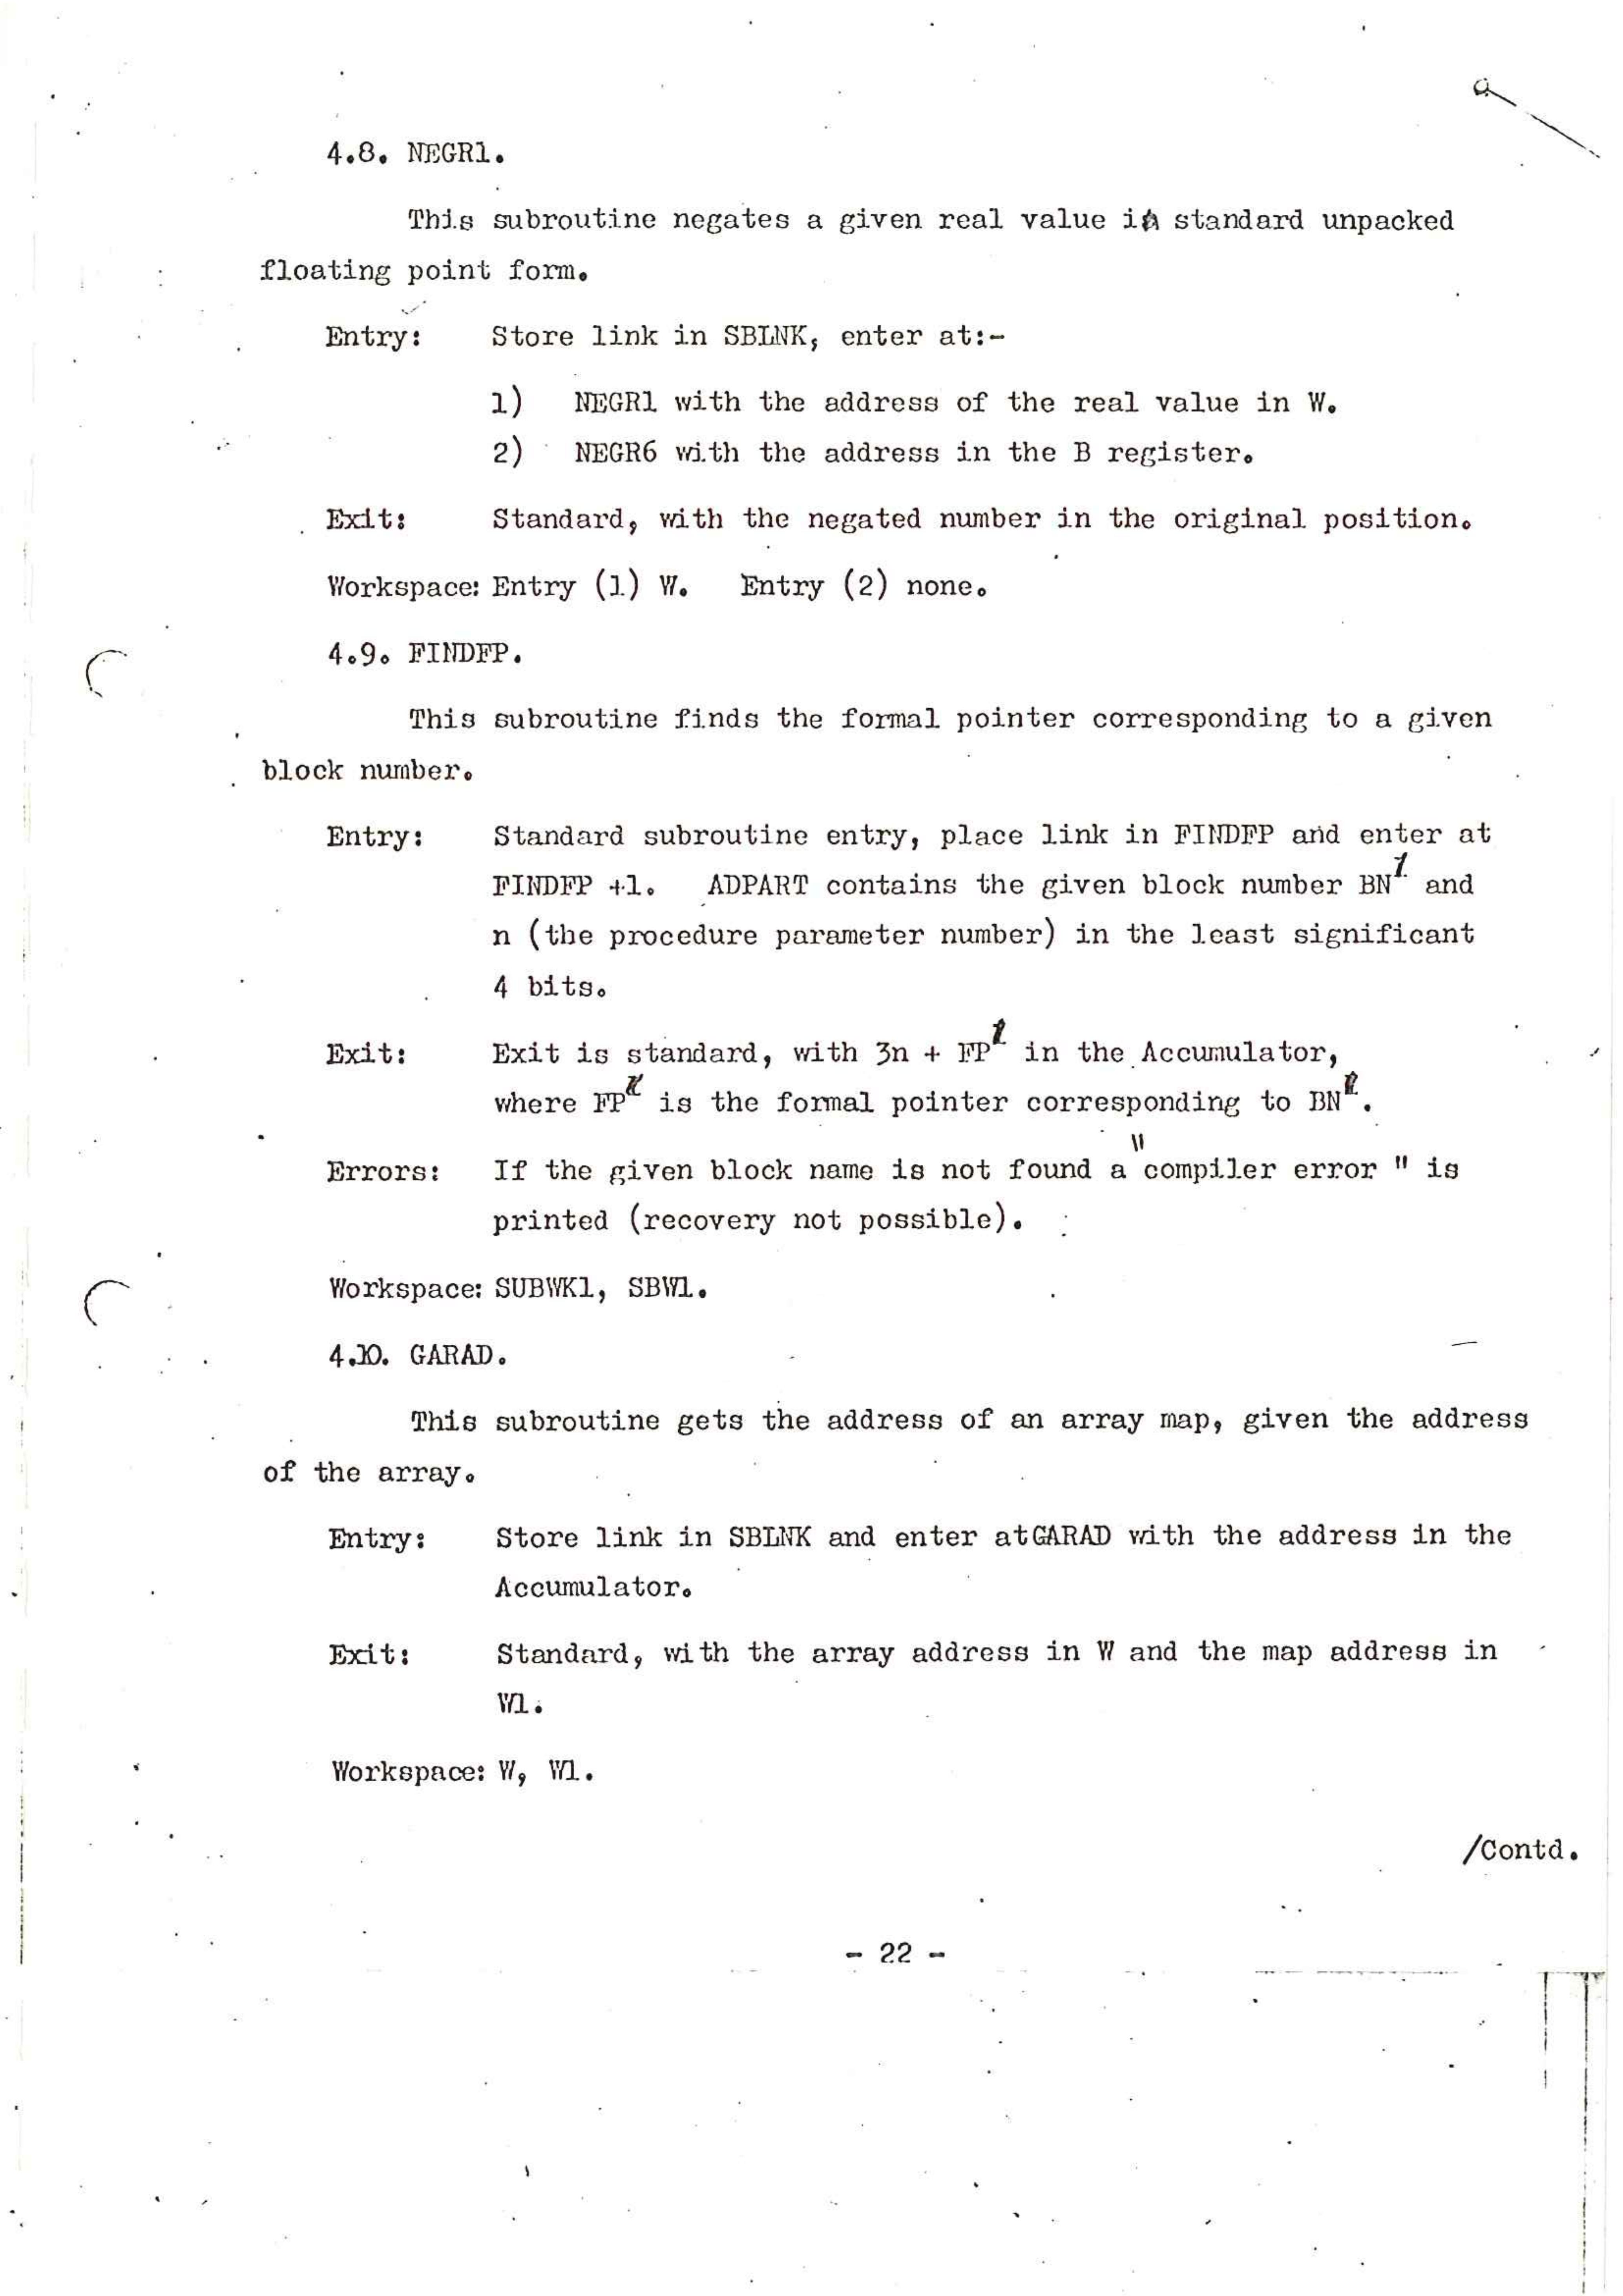 4.8. NEGR1.
This subroutine negates a given real value in standard unpacked
floating point form.
Entry: Store link in SBLNK, enter at:-
1) NEGR1 with the address of the real value in W.
2) NEGR6 with the address in the B register.
Exit: Standard, with the negated number in the original position.
Workspace: Entry (1) W. Entry (2) none.
4.9. FINDFP.
This subroutine finds the formal pointer corresponding to a given
block number.
Entry: Standard subroutine entry, place link in FINDFP and enter at
FINDFP +1. ADPART contains the given block number BN and
n (the procedure parameter number) in the least significant
4 bits.
Exit: Exit is standard, with 3n + FP in the Accumulator,
where FP is the formal pointer corresponding to BN.
Errors: If the given block name is not found a "compiler error " is
printed (recovery not possible).
Workspace: SUBWK1, SBW1.
4.10. GARAD.
This subroutine gets the address of an array map, given the address
of the array.
Entry: Store link in SBLNK and enter atGARAD with the address in the
Accumulator.
Exit: Standard, with the array address in W and the map address in
W1.
Workspace: W, W1.
/Contd.
- 22 -